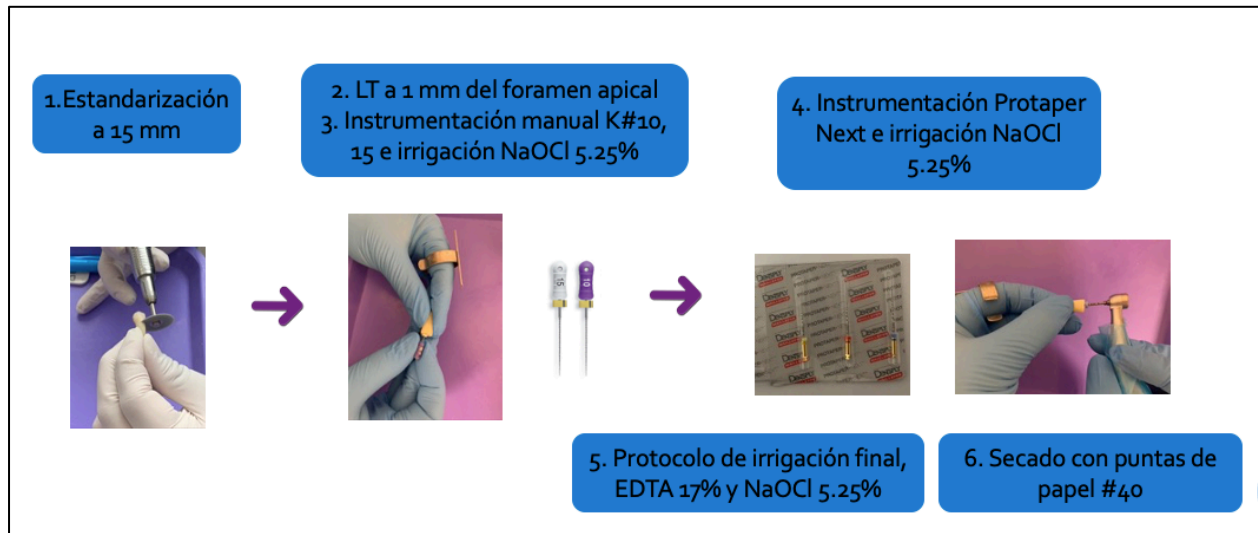 1.Estandarización
a 15 mm
2. LT a 1 mm del foramen apical
3. Instrumentación manual K#10,
15 e irrigación NaOCl 5.25%
4. Instrumentación Protaper
Next e irrigación NaOCl
5.25%
15
10
5. Protocolo de irrigación final,
EDTA 17% y NaOCl 5.25%
6. Secado con puntas de
papel #40